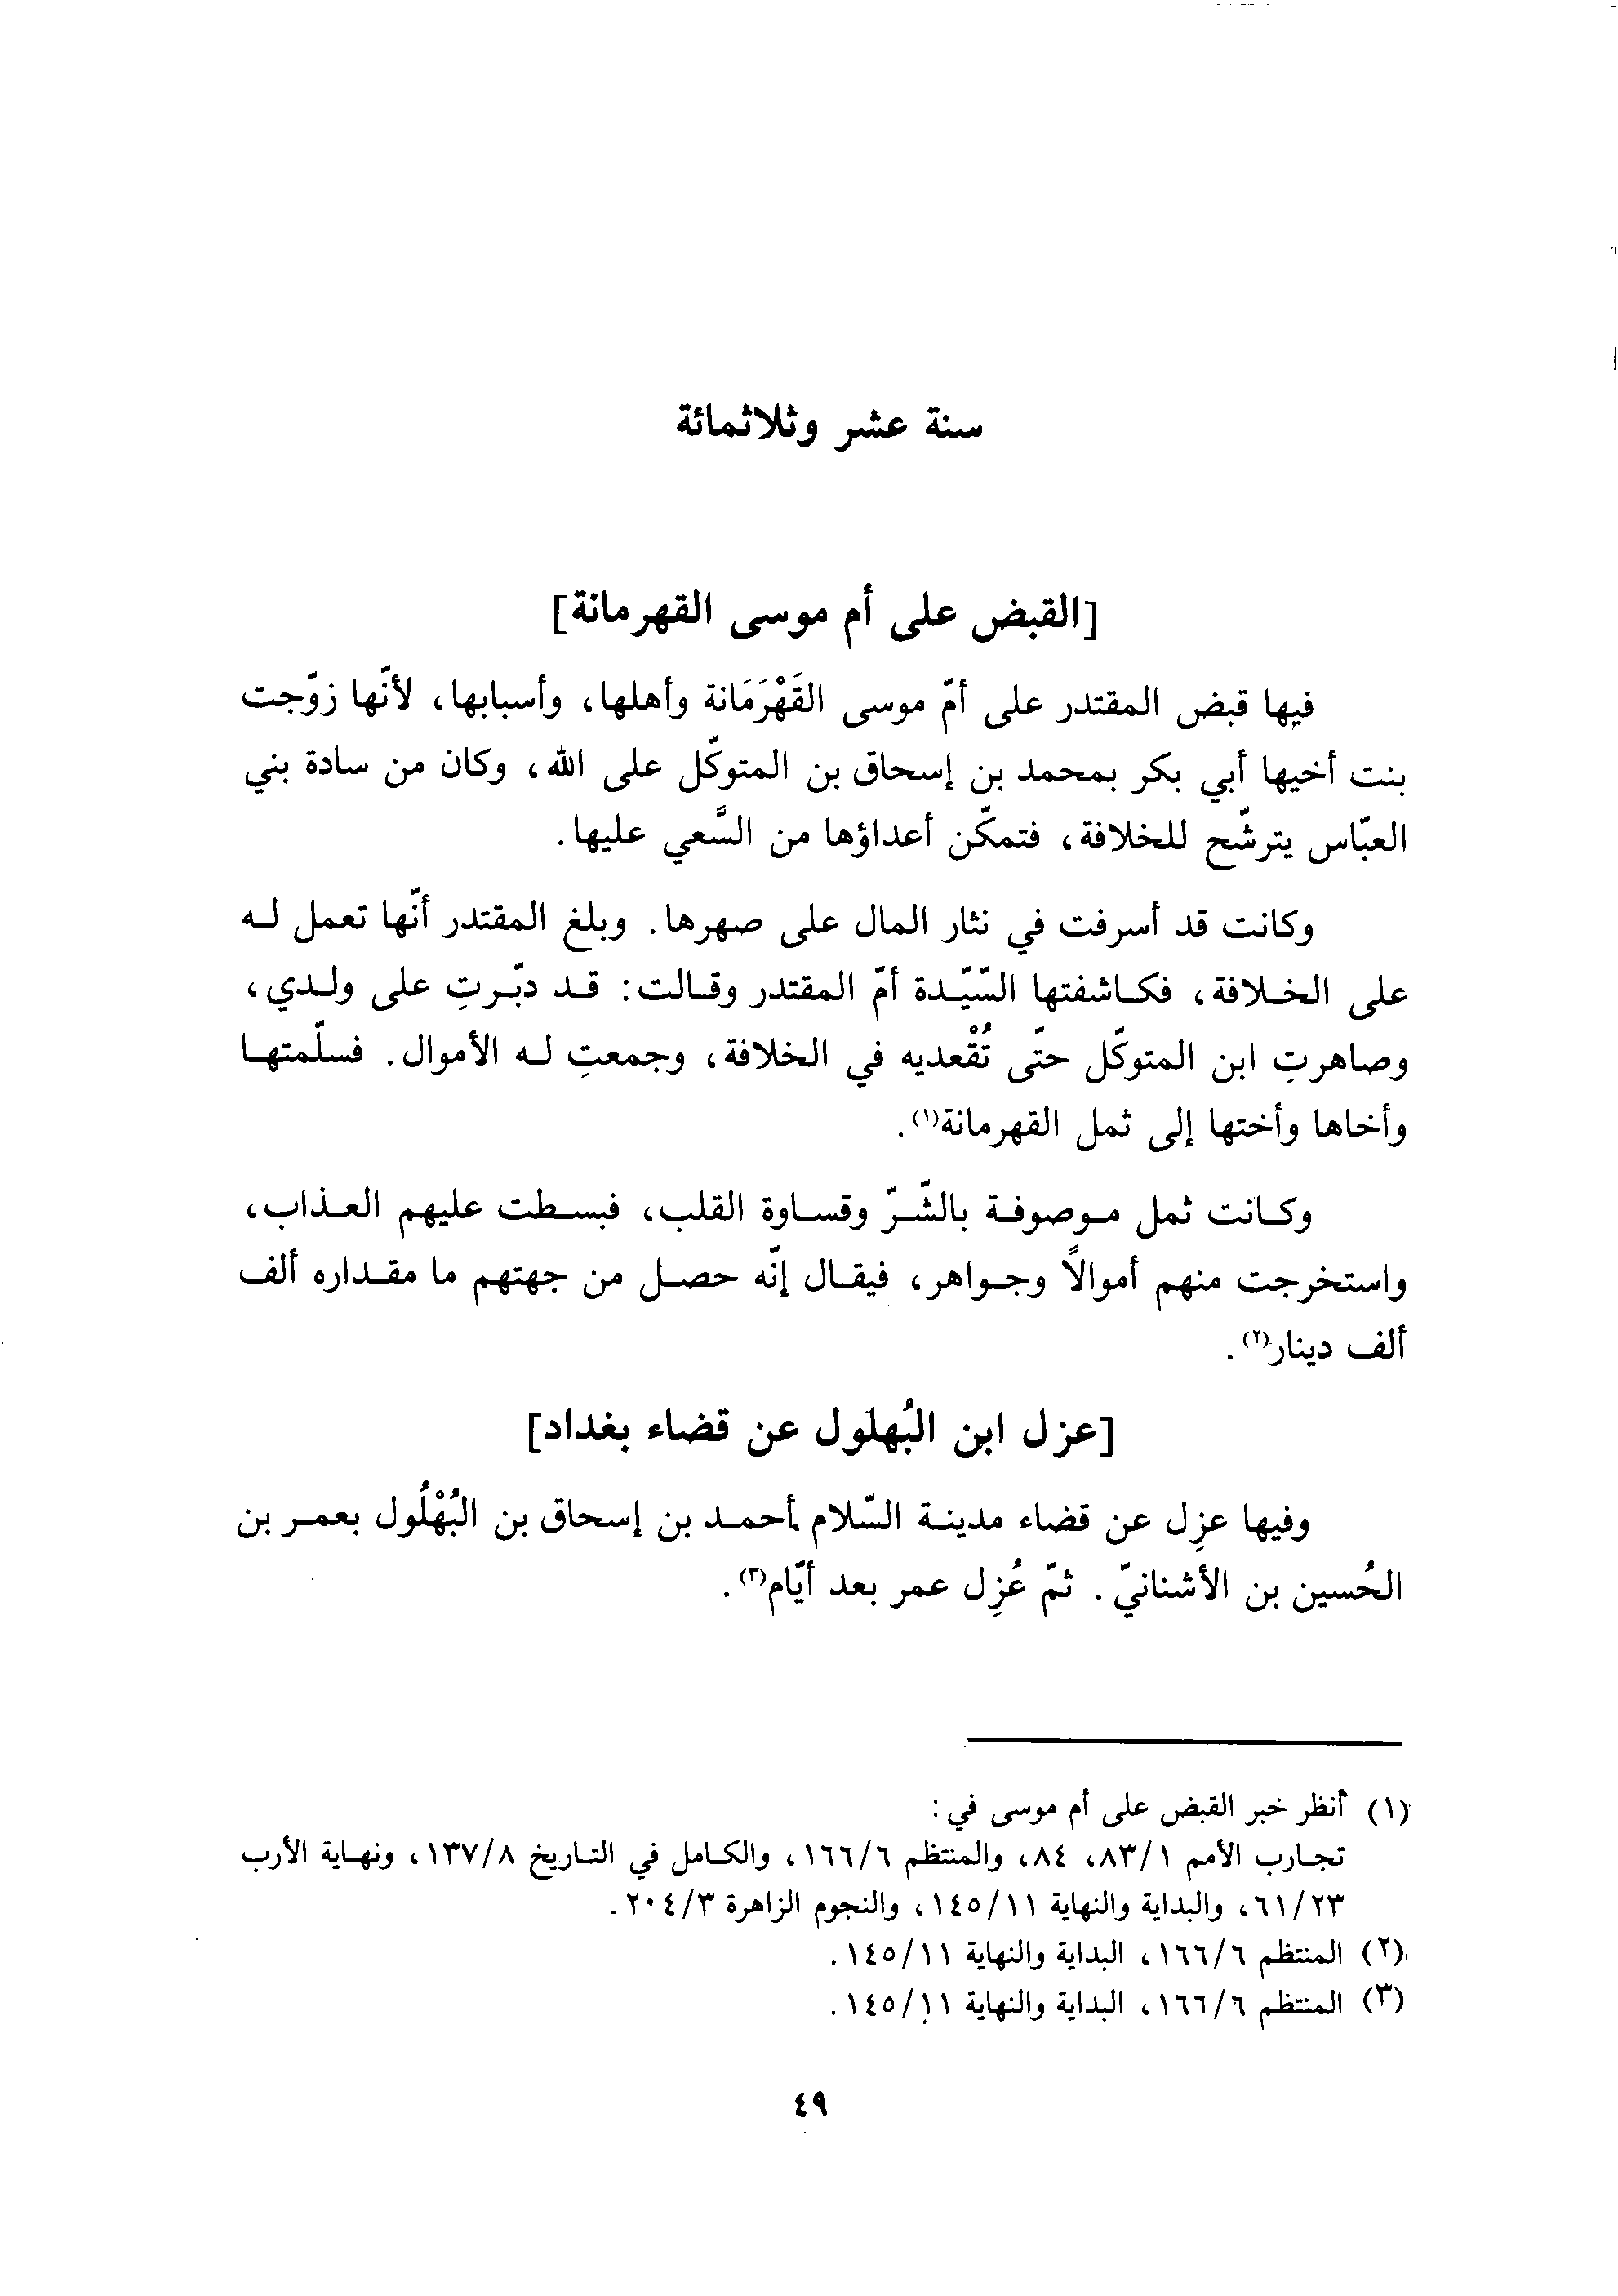 سنة عشر وثلاثمائة
[القبض على أم موسى القهرمانة]
فيها قبض المقتدر على أمّ موسى القَهْرَمَانة وأهلها، وأسبابها، لأنّها زوّجت
بنت أخيها أبي بكر بمحمد بن إسحاق بن المتوكّل على الله، وكان من سادة بني
العبّاس يترشّح للخلافة، فتمكّن أعداؤها من السَّعي عليها.
وكانت قد أسرفت في نثار المال على صهرها. وبلغ المقتدر أنّها تعمل له
على الخلافة، فكاشفتها السّيّدة أمّ المقتدر وقالت: قد دبّرتِ على ولدي،
وصاهرتِ ابن المتوكّل حتّى تُقْعديه في الخلافة، وجمعتِ له الأموال. فسلّمتها
وأخاها وأختها إلى ثمل القهرمانة(١).
وكانت ثمل موصوفة بالشّرّ وقساوة القلب، فبسطت عليهم العذاب،
واستخرجت منهم أموالاً وجواهر، فيقال إنّه حصل من جهتهم ما مقداره ألف
ألف دينار(٢).
[عزل ابن البُهلول عن قضاء بغداد]
وفيها عزِل عن قضاء مدينة السّلام أحمد بن إسحاق بن البُهْلُول بعمر بن
الحُسين بن الأشنانيّ. ثمّ عُزِل عمر بعد أيّام(٣).
(١) أنظر خبر القبض على أم موسى في:
تجارب الأمم ٨٣/١، ٨٤، والمنتظم ١٦٦/٦، والكامل في التاريخ ١٣٧/٨، ونهاية الأرب
٦١/٢٣، والبداية والنهاية ١٤٥/١١، والنجوم الزاهرة ٢٠٤/٣.
(٢) المنتظم ١٦٦/٦، البداية والنهاية ١٤٥/١١.
(٣) المنتظم ١٦٦/٦، البداية والنهاية ١٤٥/١١.
٤٩